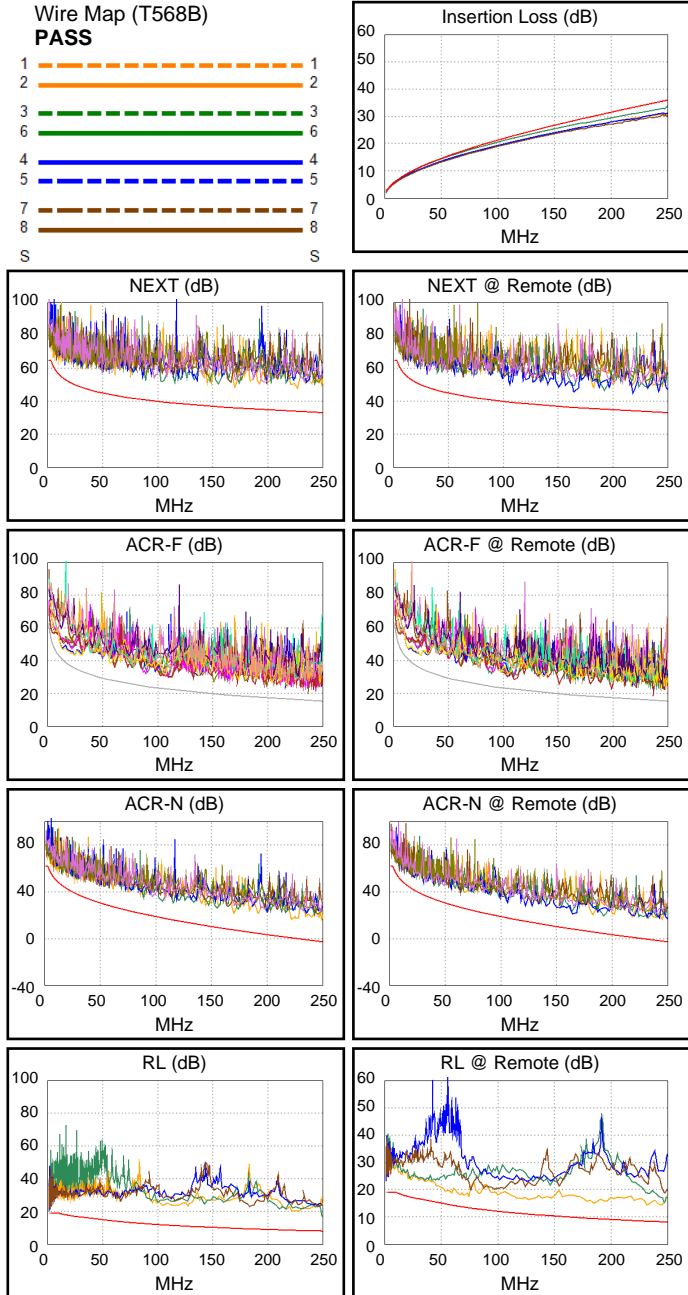 Wire Map (T568B)
PASS
1 1
2 2
3 3
6 6
4 4
5 5
7 7
8 8
S S
Insertion Loss (dB)
60
50
40
30
20
10
0
0 50 100 150 200 250
MHz
NEXT (dB)
100
80
60
40
20
0
0 50 100 150 200 250
MHz
NEXT @ Remote (dB)
100
80
60
40
20
0
0 50 100 150 200 250
MHz
ACR-F (dB)
100
80
60
40
20
0
0 50 100 150 200 250
MHz
ACR-F @ Remote (dB)
100
80
60
40
20
0
0 50 100 150 200 250
MHz
ACR-N (dB)
80
40
0
-40
0 50 100 150 200 250
MHz
ACR-N @ Remote (dB)
80
40
0
-40
0 50 100 150 200 250
MHz
RL (dB)
100
80
60
40
20
0
0 50 100 150 200 250
MHz
RL @ Remote (dB)
60
50
40
30
20
10
0
0 50 100 150 200 250
MHz